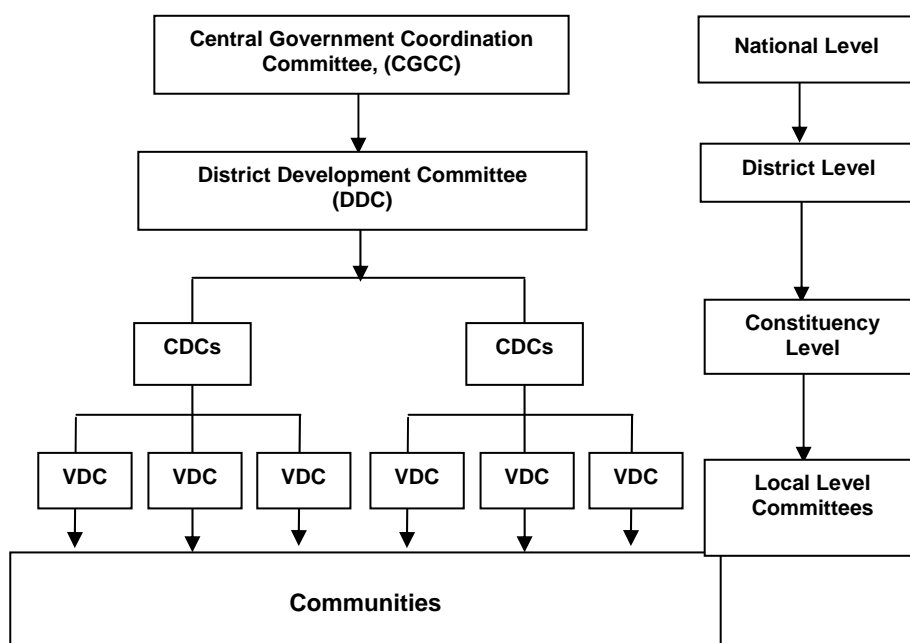 Central Government Coordination
Committee, (CGCC)
National Level
District Development Committee
(DDC)
District Level
Constituency
Level
CDCs
CDCs
VDC
VDC
VDC
VDC
VDC
VDC
Local Level
Committees
Communities